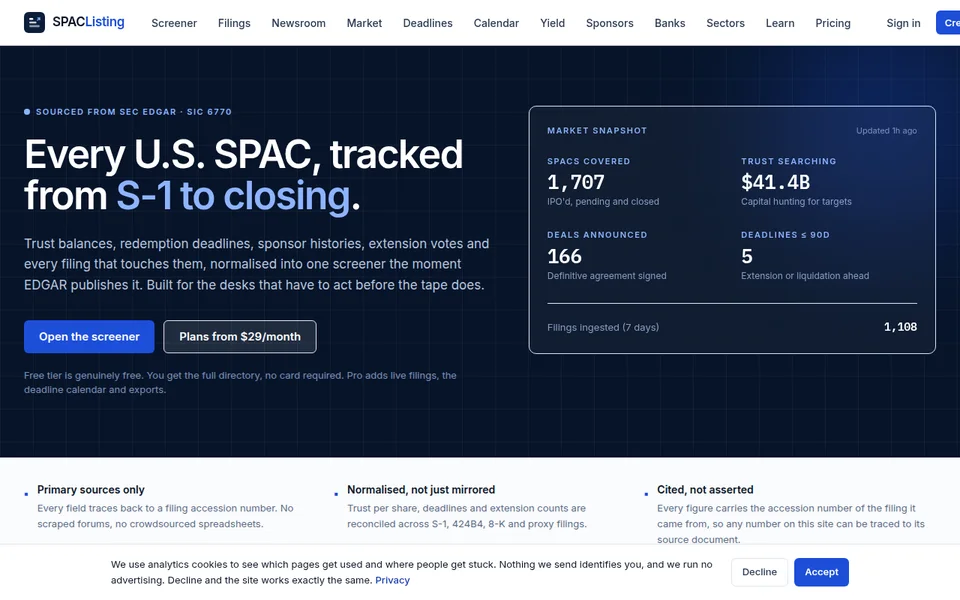 SPACListing
Screener Filings Newsroom Market Deadlines Calendar Yield Sponsors Banks Sectors Learn Pricing Sign in Cre
SOURCED FROM SEC EDGAR · SIC 6770
Every U.S. SPAC, tracked
from S-1 to closing.
Trust balances, redemption deadlines, sponsor histories, extension votes and
every filing that touches them, normalised into one screener the moment
EDGAR publishes it. Built for the desks that have to act before the tape does.
Open the screener
Plans from $29/month
Free tier is genuinely free. You get the full directory, no card required. Pro adds live filings, the
deadline calendar and exports.
MARKET SNAPSHOT
Updated 1h ago
SPACS COVERED
1,707
IPO'd, pending and closed
TRUST SEARCHING
$41.4B
Capital hunting for targets
DEALS ANNOUNCED
166
Definitive agreement signed
DEADLINES ≤ 90D
5
Extension or liquidation ahead
Filings ingested (7 days)
1,108
Primary sources only
Every field traces back to a filing accession number. No
scraped forums, no crowdsourced spreadsheets.
Normalised, not just mirrored
Trust per share, deadlines and extension counts are
reconciled across S-1, 424B4, 8-K and proxy filings.
Cited, not asserted
Every figure carries the accession number of the filing it
came from, so any number on this site can be traced to its
source document.
We use analytics cookies to see which pages get used and where people get stuck. Nothing we send identifies you, and we run no
advertising. Decline and the site works exactly the same. Privacy
Decline
Accept